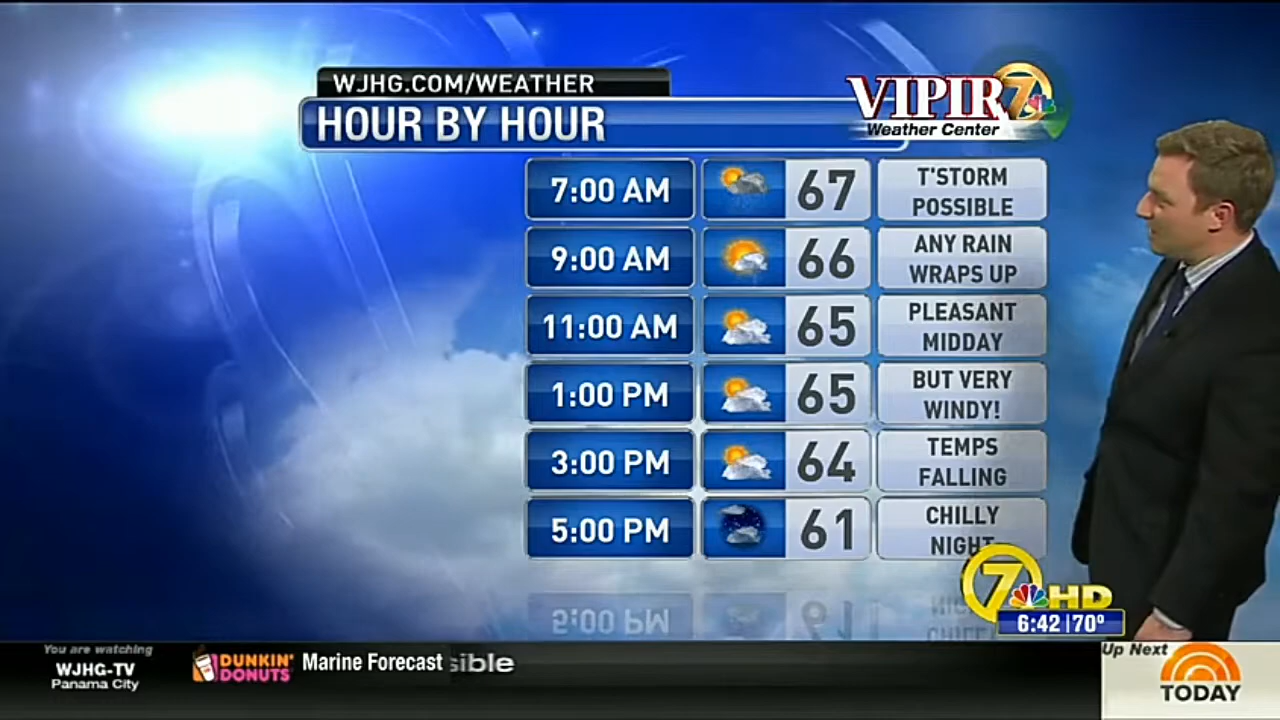 WJHG.COM/WEATHER
HOUR BY HOUR
VIPIR 7
Weather Center
7:00 AM 67 T'STORM POSSIBLE
9:00 AM 66 ANY RAIN WRAPS UP
11:00 AM 65 PLEASANT MIDDAY
1:00 PM 65 BUT VERY WINDY!
3:00 PM 64 TEMPS FALLING
5:00 PM 61 CHILLY NIGHT
7 HD
6:42 70°
You are watching
WJHG-TV
Panama City
DUNKIN'
DONUTS
Marine Forecast
sible
Up Next
TODAY